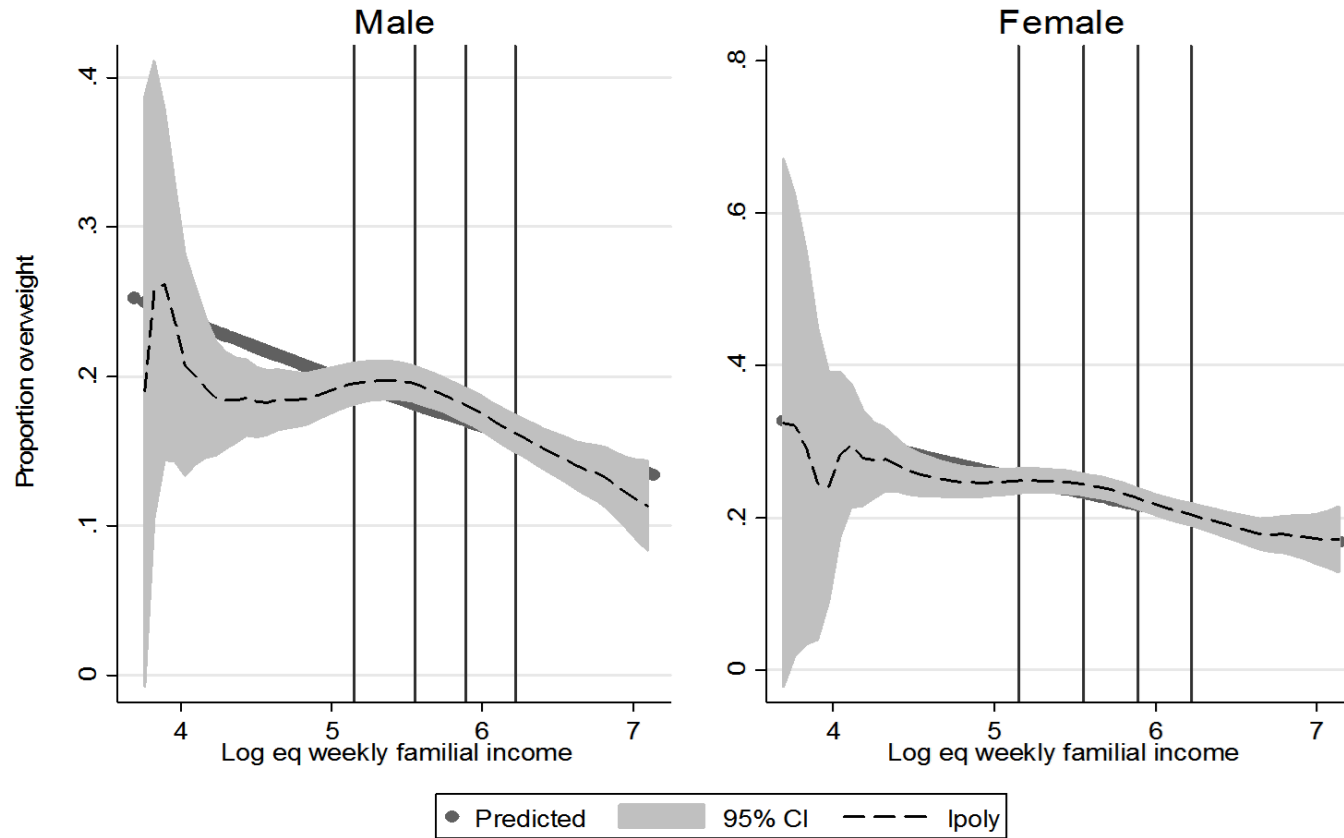 Male
Female
Proportion overweight
.4
.3
.2
.1
0
4 5 6 7
Log eq weekly familial income
.8
.6
.4
.2
0
4 5 6 7
Log eq weekly familial income
Predicted 95% CI lpoly